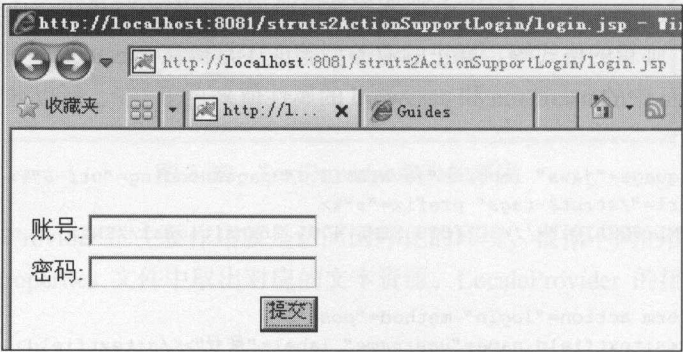 http://localhost:8081/struts2ActionSupportLogin/login.jsp - Wi
http://localhost:8081/struts2ActionSupportLogin/login.jsp
收藏夹 http://l... Guides
账号:
密码:
提交